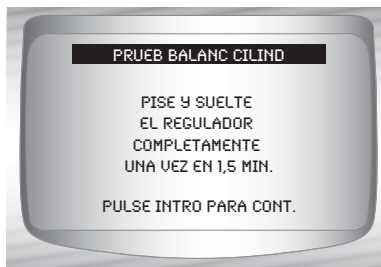 PRUEB BALANC CILIND
PISE Y SUELTE
EL REGULADOR
COMPLETAMENTE
UNA VEZ EN 1,5 MIN.
PULSE INTRO PARA CONT.